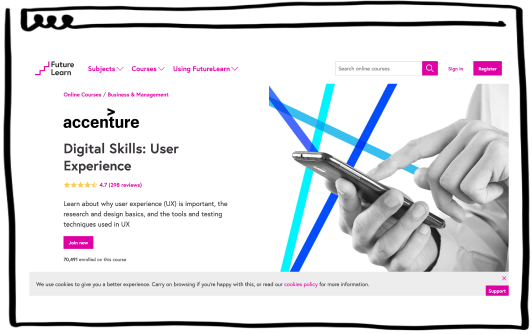 Future
Learn
Subjects
Courses
Using FutureLearn
Search online courses
Sign in
Register
Online Courses / Business & Management
accenture
Digital Skills: User
Experience
4.7 (298 reviews)
Learn about why user experience (UX) is important, the
research and design basics, and the tools and testing
techniques used in UX
Join now
70,491 enrolled on this course
We use cookies to give you a better experience. Carry on browsing if you're happy with this, or read our cookies policy for more information.
Support